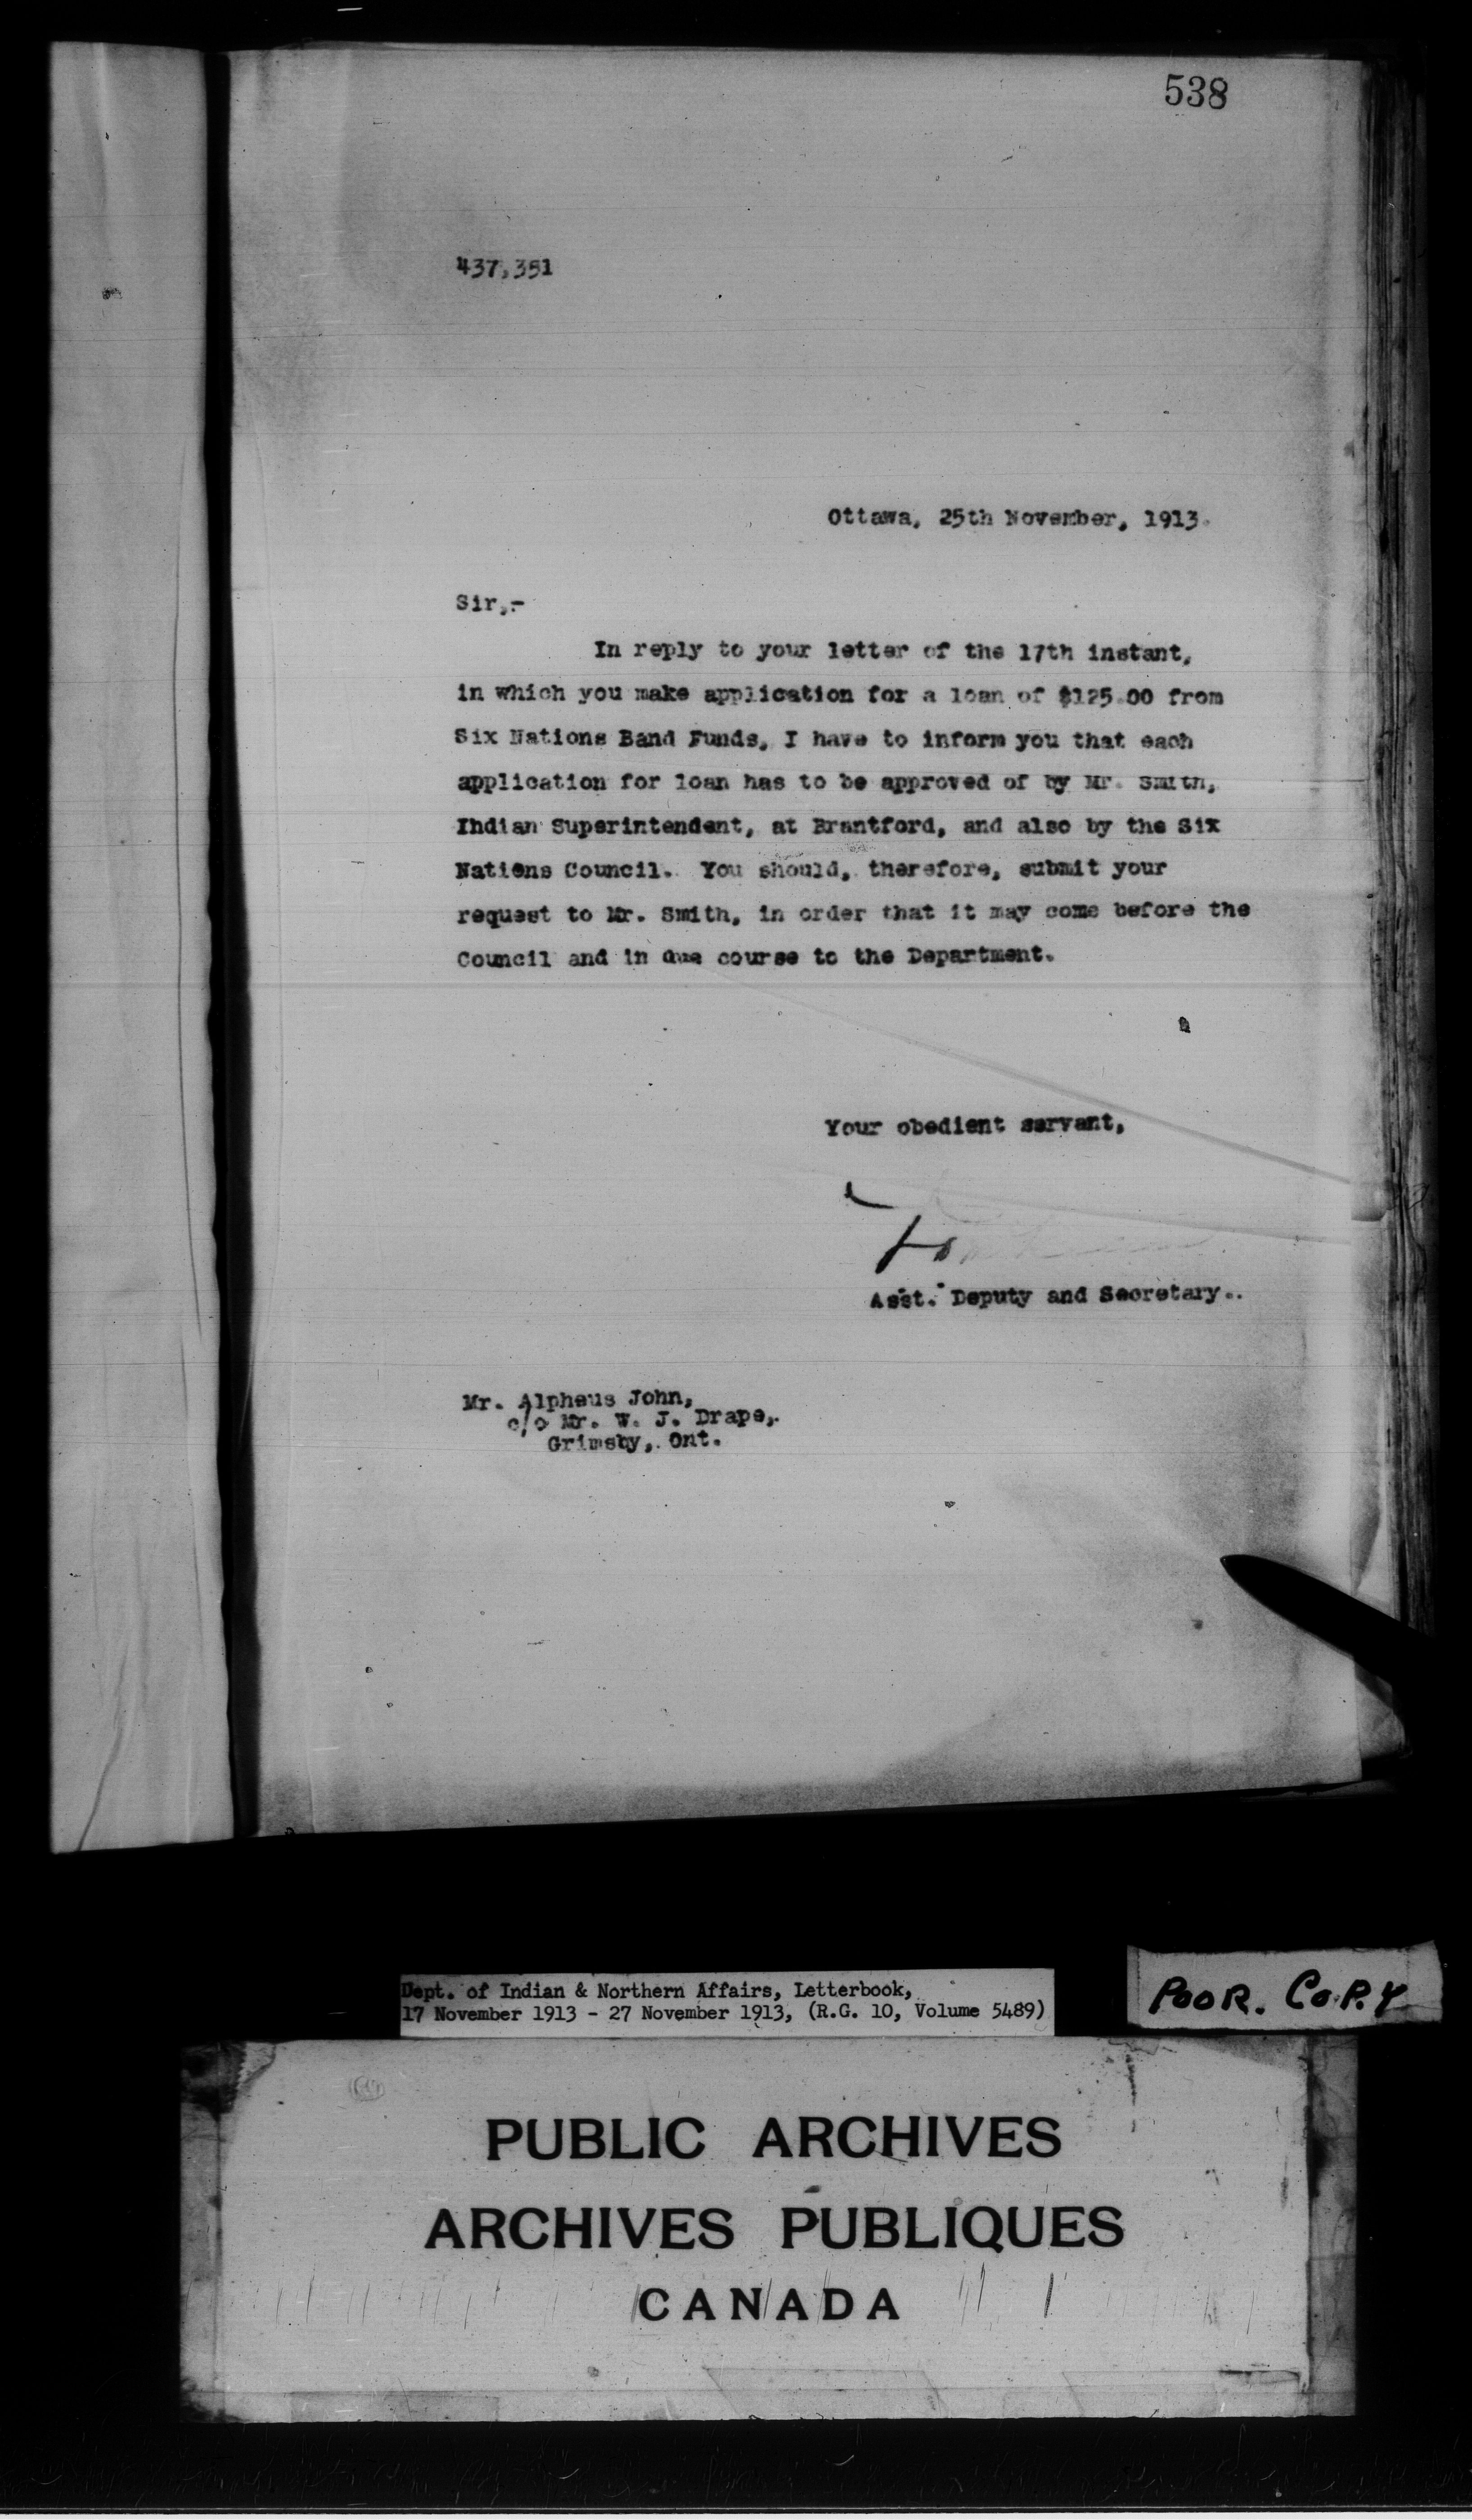 538
437,351
Ottawa, 25th November, 1913.
Sir,-
In reply to your letter of the 17th instant,
in which you make application for a loan of $125.00 from
Six Nations Band Funds, I have to inform you that each
application for loan has to be approved of by Mr. Smith,
Indian Superintendent, at Brantford, and also by the Six
Nations Council. You should, therefore, submit your
request to Mr. Smith, in order that it may come before the
Council and in due course to the Department.
Your obedient servant,
Asst. Deputy and Secretary..
Mr. Alpheus John,
c/o Mr. W. J. Drape,
Grimsby, Ont.
Dept. of Indian & Northern Affairs, Letterbook,
17 November 1913 - 27 November 1913, (R.G. 10, Volume 5489)
POOR. COPY
PUBLIC ARCHIVES
ARCHIVES PUBLIQUES
CANADA